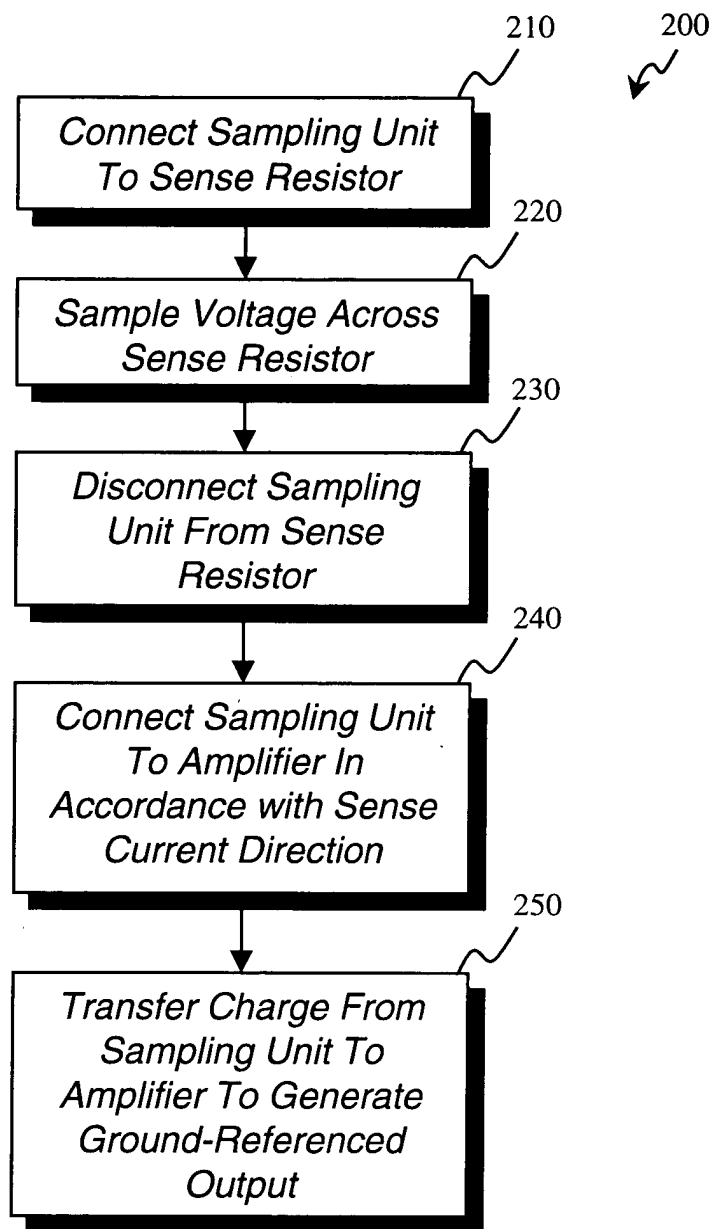 200
210
Connect Sampling Unit
To Sense Resistor
220
Sample Voltage Across
Sense Resistor
230
Disconnect Sampling
Unit From Sense
Resistor
240
Connect Sampling Unit
To Amplifier In
Accordance with Sense
Current Direction
250
Transfer Charge From
Sampling Unit To
Amplifier To Generate
Ground-Referenced
Output